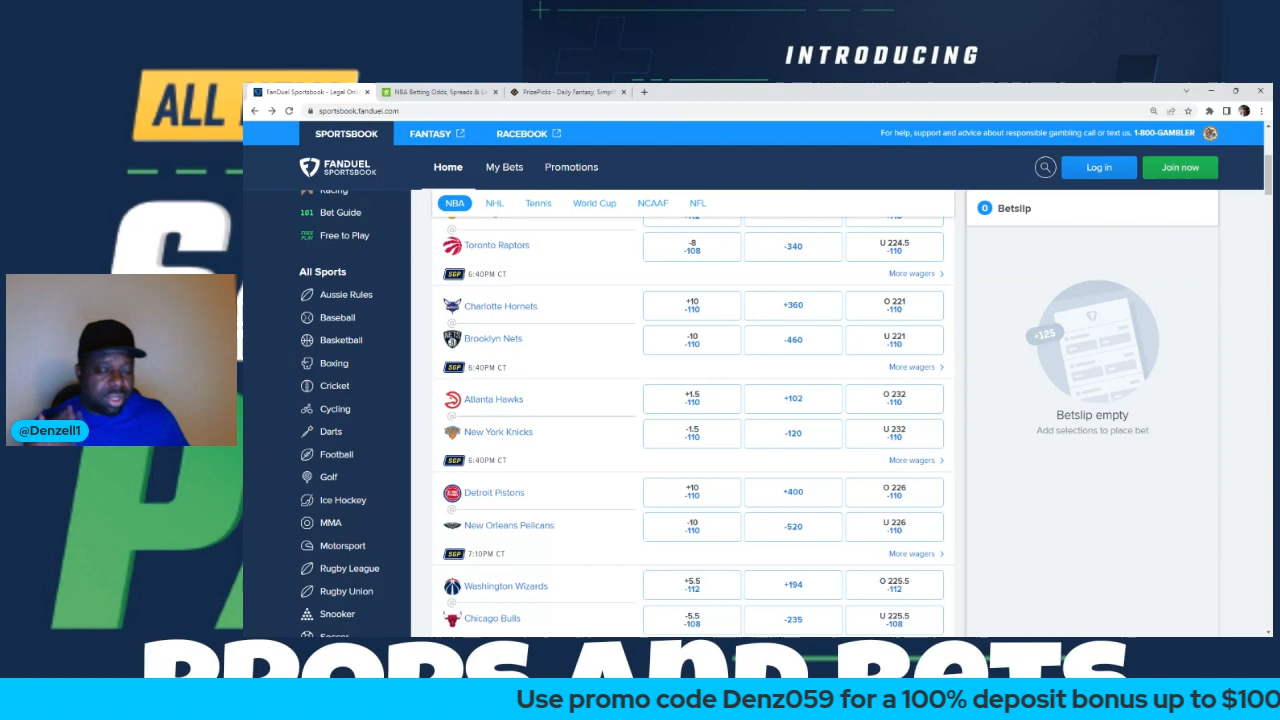 INTRODUCING
ALL
FanDuel Sportsbook - Legal Onl
NBA Betting Odds, Spreads & Li
PrizePicks - Daily Fantasy, Simpl
sportsbook.fanduel.com
SPORTSBOOK
FANTASY
RACEBOOK
For help, support and advice about responsible gambling call or text us. 1-800-GAMBLER
FANDUEL
SPORTSBOOK
Home
My Bets
Promotions
Log in
Join now
Racing
101 Bet Guide
FREE PLAY Free to Play
All Sports
Aussie Rules
Baseball
Basketball
Boxing
Cricket
Cycling
Darts
Football
Golf
Ice Hockey
MMA
Motorsport
Rugby League
Rugby Union
Snooker
Soccer
NBA
NHL
Tennis
World Cup
NCAAF
NFL
-112
-110
@
Toronto Raptors
-8
-108
-340
U 224.5
-110
SGP 6:40PM CT
More wagers >
Charlotte Hornets
+10
-110
+360
O 221
-110
@
Brooklyn Nets
-10
-110
-460
U 221
-110
SGP 6:40PM CT
More wagers >
Atlanta Hawks
+1.5
-110
+102
O 232
-110
@
New York Knicks
-1.5
-110
-120
U 232
-110
SGP 6:40PM CT
More wagers >
Detroit Pistons
+10
-110
+400
O 226
-110
@
New Orleans Pelicans
-10
-110
-520
U 226
-110
SGP 7:10PM CT
More wagers >
Washington Wizards
+5.5
-112
+194
O 225.5
-112
@
Chicago Bulls
-5.5
-108
-235
U 225.5
-108
0 Betslip
+125
Betslip empty
Add selections to place bet
@Denzell1
PROPS AND BETS
Use promo code Denz059 for a 100% deposit bonus up to $100